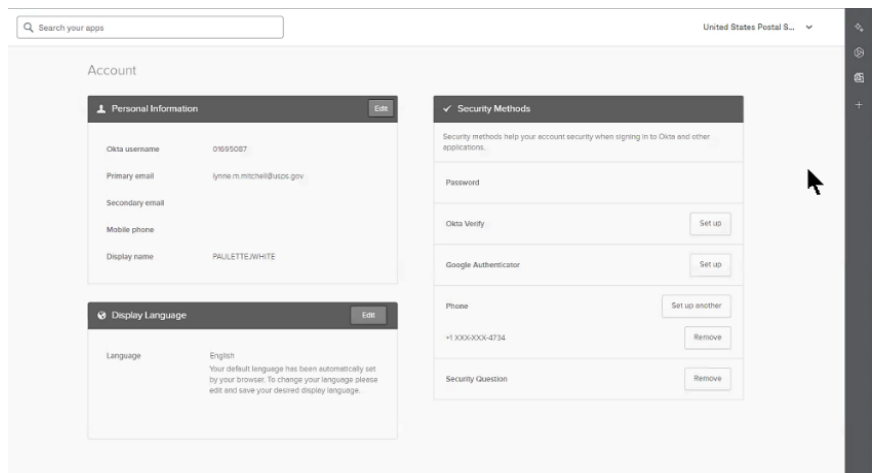 Search your apps
United States Postal S...
Account
Personal Information
Edit
Okta username 01695087
Primary email lynne.m.mitchell@usps.gov
Secondary email
Mobile phone
Display name PAULETTEJWHITE
Display Language
Edit
Language English
Your default language has been automatically set
by your browser. To change your language please
edit and save your desired display language.
Security Methods
Security methods help your account security when signing in to Okta and other
applications.
Password
Okta Verify Set up
Google Authenticator Set up
Phone Set up another
+1 XXX-XXX-4734 Remove
Security Question Remove